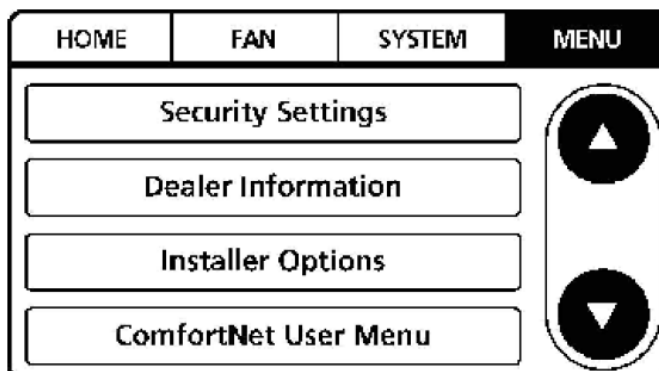 HOME FAN SYSTEM MENU
Security Settings
Dealer Information
Installer Options
ComfortNet User Menu